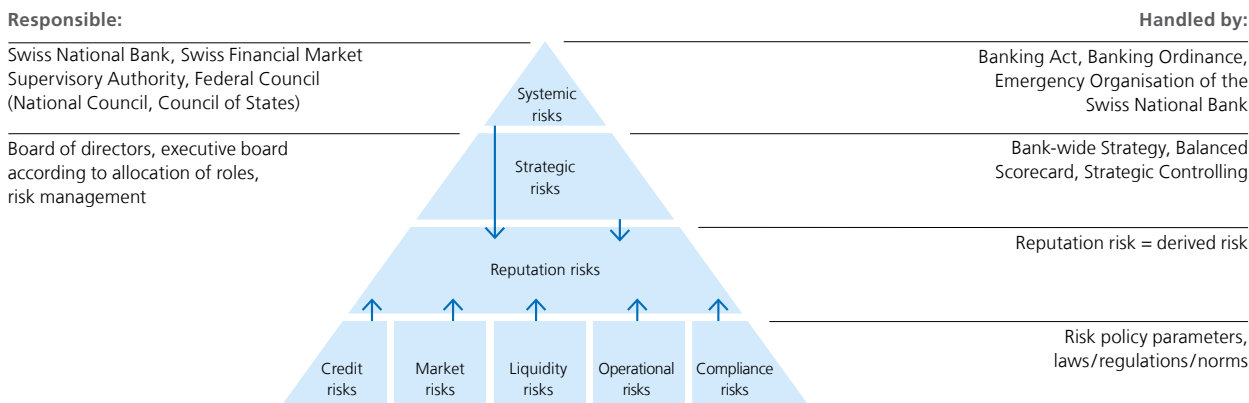 Responsible:
Handled by:
Swiss National Bank, Swiss Financial Market
Supervisory Authority, Federal Council
(National Council, Council of States)
Banking Act, Banking Ordinance,
Emergency Organisation of the
Swiss National Bank
Systemic
risks
Board of directors, executive board
according to allocation of roles,
risk management
Strategic
risks
Bank-wide Strategy, Balanced
Scorecard, Strategic Controlling
Reputation risks
Reputation risk = derived risk
Credit
risks
Market
risks
Liquidity
risks
Operational
risks
Compliance
risks
Risk policy parameters,
laws/regulations/norms